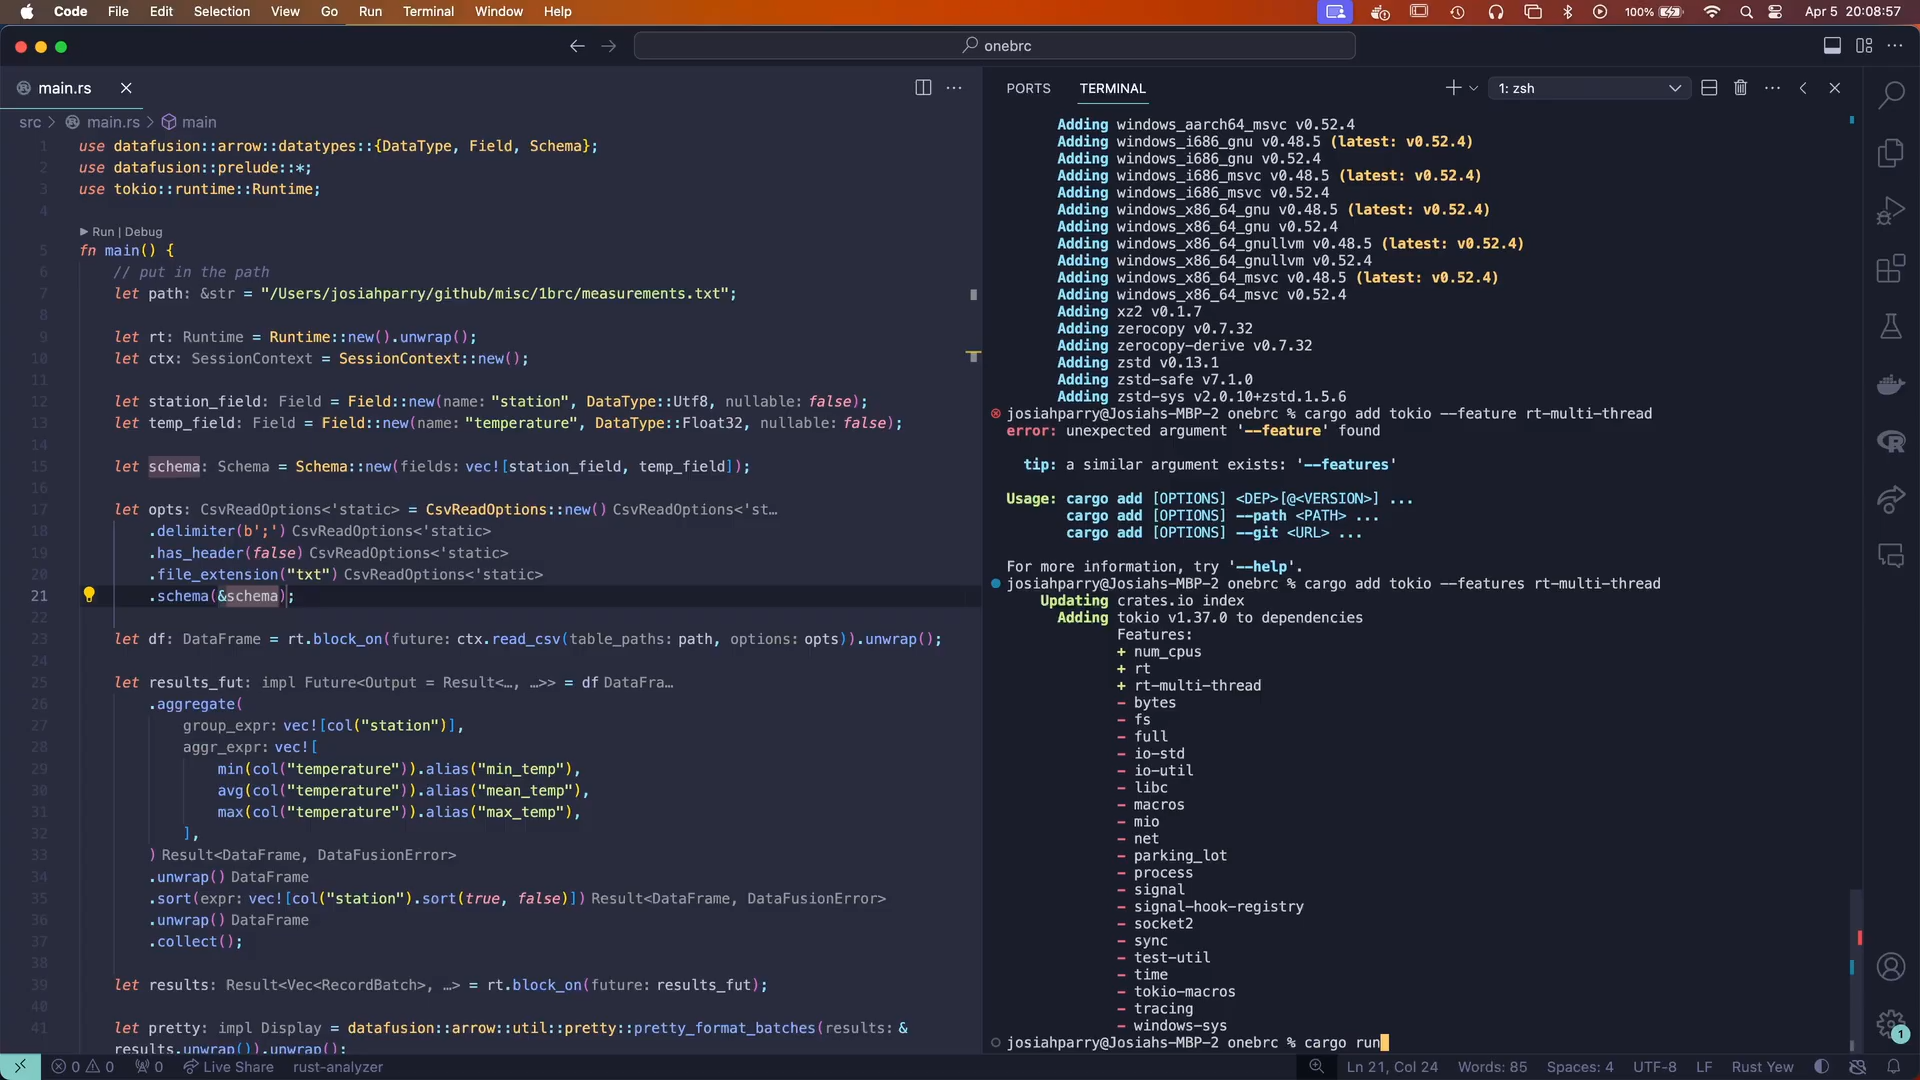 Code File Edit Selection View Go Run Terminal Window Help 100% Apr 5 20:08:57
onebrc
main.rs
PORTS TERMINAL 1: zsh
src > main.rs > main
1 use datafusion::arrow::datatypes::{DataType, Field, Schema};
2 use datafusion::prelude::*;
3 use tokio::runtime::Runtime;
4
Run | Debug
5 fn main() {
6 // put in the path
7 let path: &str = "/Users/josiahparry/github/misc/1brc/measurements.txt";
8
9 let rt: Runtime = Runtime::new().unwrap();
10 let ctx: SessionContext = SessionContext::new();
11
12 let station_field: Field = Field::new(name: "station", DataType::Utf8, nullable: false);
13 let temp_field: Field = Field::new(name: "temperature", DataType::Float32, nullable: false);
14
15 let schema: Schema = Schema::new(fields: vec![station_field, temp_field]);
16
17 let opts: CsvReadOptions<'static> = CsvReadOptions::new() CsvReadOptions<'st…
18 .delimiter(b';') CsvReadOptions<'static>
19 .has_header(false) CsvReadOptions<'static>
20 .file_extension("txt") CsvReadOptions<'static>
21 .schema(&schema);
22
23 let df: DataFrame = rt.block_on(future: ctx.read_csv(table_paths: path, options: opts)).unwrap();
24
25 let results_fut: impl Future<Output = Result<…, …>> = df DataFra…
26 .aggregate(
27 group_expr: vec![col("station")],
28 aggr_expr: vec![
29 min(col("temperature")).alias("min_temp"),
30 avg(col("temperature")).alias("mean_temp"),
31 max(col("temperature")).alias("max_temp"),
32 ],
33 ) Result<DataFrame, DataFusionError>
34 .unwrap() DataFrame
35 .sort(expr: vec![col("station").sort(true, false)]) Result<DataFrame, DataFusionError>
36 .unwrap() DataFrame
37 .collect();
38
39 let results: Result<Vec<RecordBatch>, …> = rt.block_on(future: results_fut);
40
41 let pretty: impl Display = datafusion::arrow::util::pretty::pretty_format_batches(results: &
results.unwrap()).unwrap();
Adding windows_aarch64_msvc v0.52.4
Adding windows_i686_gnu v0.48.5 (latest: v0.52.4)
Adding windows_i686_gnu v0.52.4
Adding windows_i686_msvc v0.48.5 (latest: v0.52.4)
Adding windows_i686_msvc v0.52.4
Adding windows_x86_64_gnu v0.48.5 (latest: v0.52.4)
Adding windows_x86_64_gnu v0.52.4
Adding windows_x86_64_gnullvm v0.48.5 (latest: v0.52.4)
Adding windows_x86_64_gnullvm v0.52.4
Adding windows_x86_64_msvc v0.48.5 (latest: v0.52.4)
Adding windows_x86_64_msvc v0.52.4
Adding xz2 v0.1.7
Adding zerocopy v0.7.32
Adding zerocopy-derive v0.7.32
Adding zstd v0.13.1
Adding zstd-safe v7.1.0
Adding zstd-sys v2.0.10+zstd.1.5.6
josiahparry@Josiahs-MBP-2 onebrc % cargo add tokio --feature rt-multi-thread
error: unexpected argument '--feature' found
tip: a similar argument exists: '--features'
Usage: cargo add [OPTIONS] <DEP>[@<VERSION>] ...
cargo add [OPTIONS] --path <PATH> ...
cargo add [OPTIONS] --git <URL> ...
For more information, try '--help'.
josiahparry@Josiahs-MBP-2 onebrc % cargo add tokio --features rt-multi-thread
Updating crates.io index
Adding tokio v1.37.0 to dependencies
Features:
+ num_cpus
+ rt
+ rt-multi-thread
- bytes
- fs
- full
- io-std
- io-util
- libc
- macros
- mio
- net
- parking_lot
- process
- signal
- signal-hook-registry
- socket2
- sync
- test-util
- time
- tokio-macros
- tracing
- windows-sys
josiahparry@Josiahs-MBP-2 onebrc % cargo run
1
0 0 0 Live Share rust-analyzer Ln 21, Col 24 Words: 85 Spaces: 4 UTF-8 LF Rust Yew